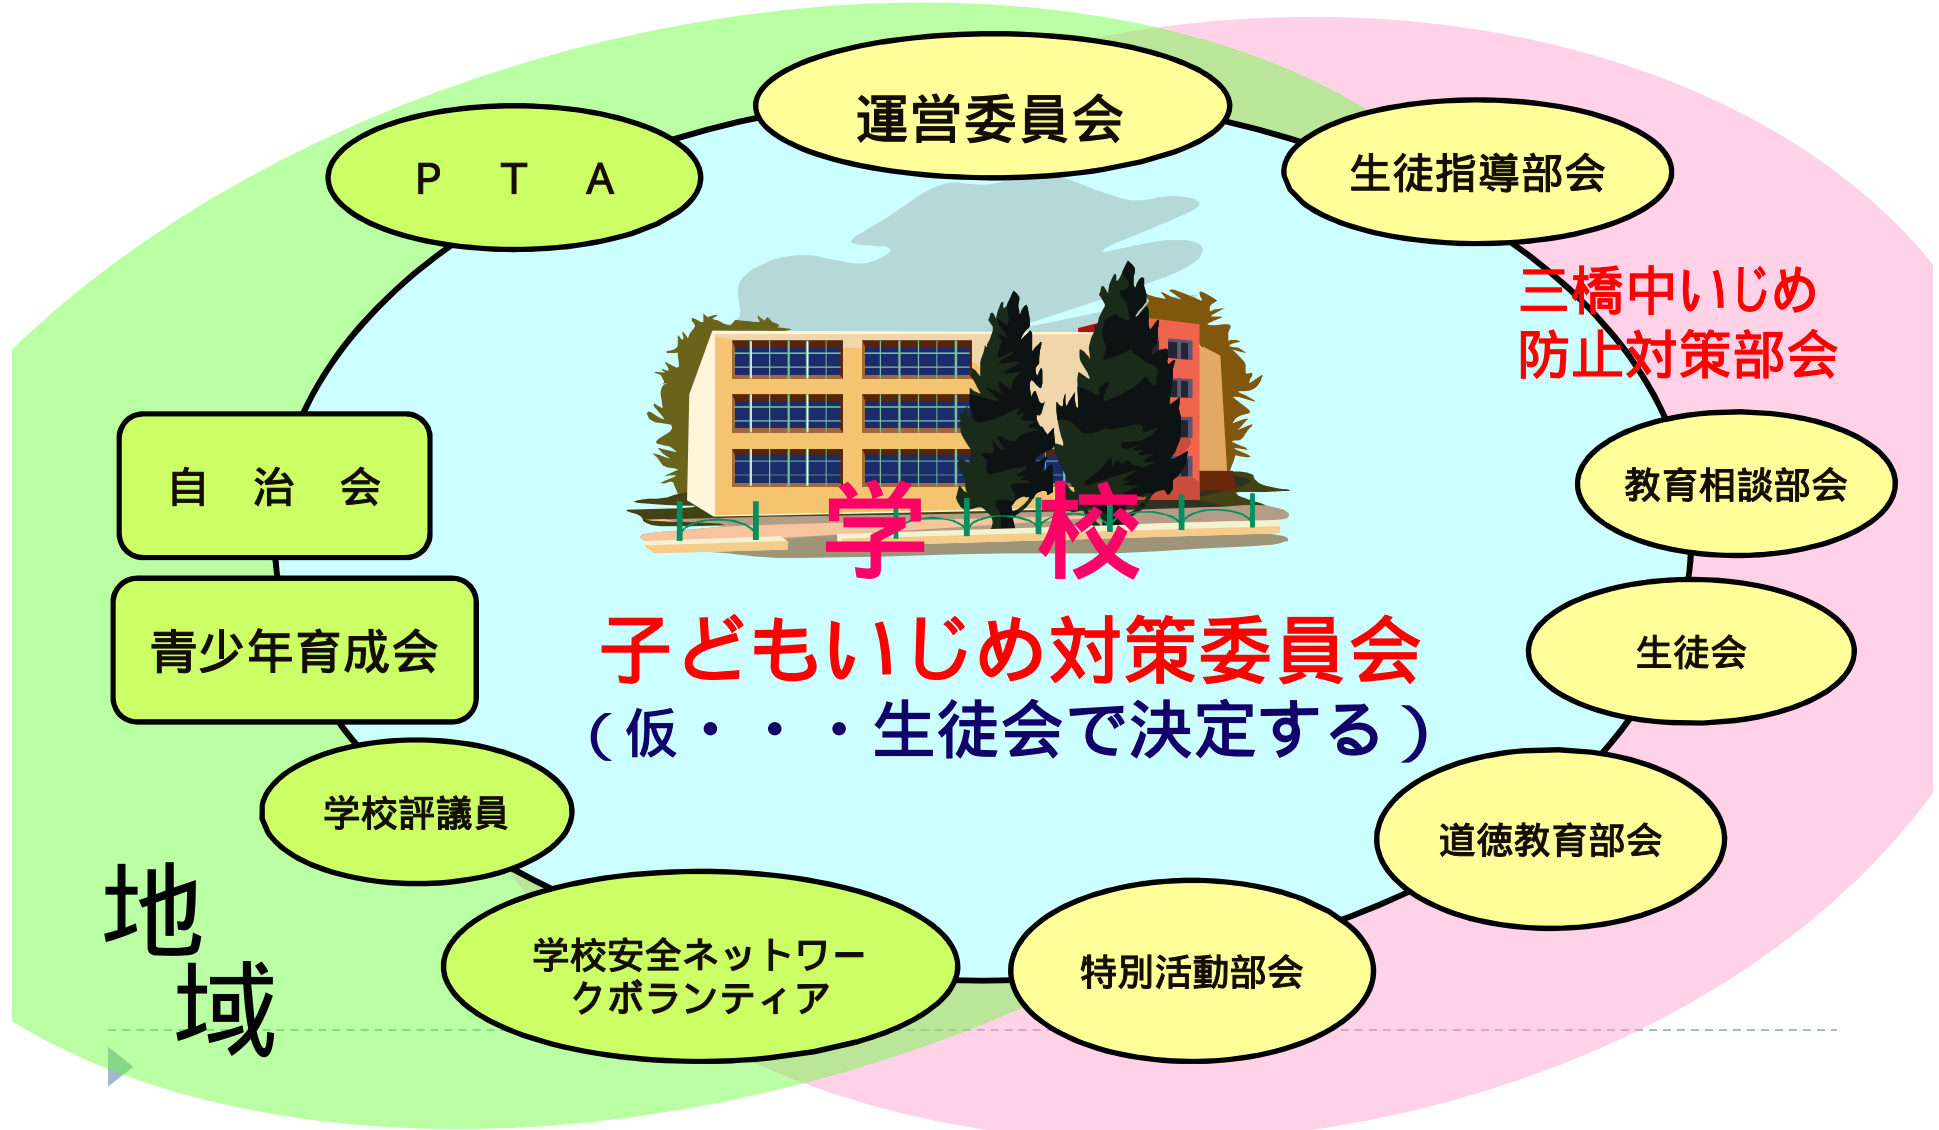 運営委員会
Ｐ　Ｔ　Ａ
生徒指導部会
三橋中いじめ
防止対策部会
自　治　会
教育相談部会
学　校
青少年育成会
子どもいじめ対策委員会
生徒会
（仮・・・生徒会で決定する）
学校評議員
道徳教育部会
地
域
学校安全ネットワー
クボランティア
特別活動部会